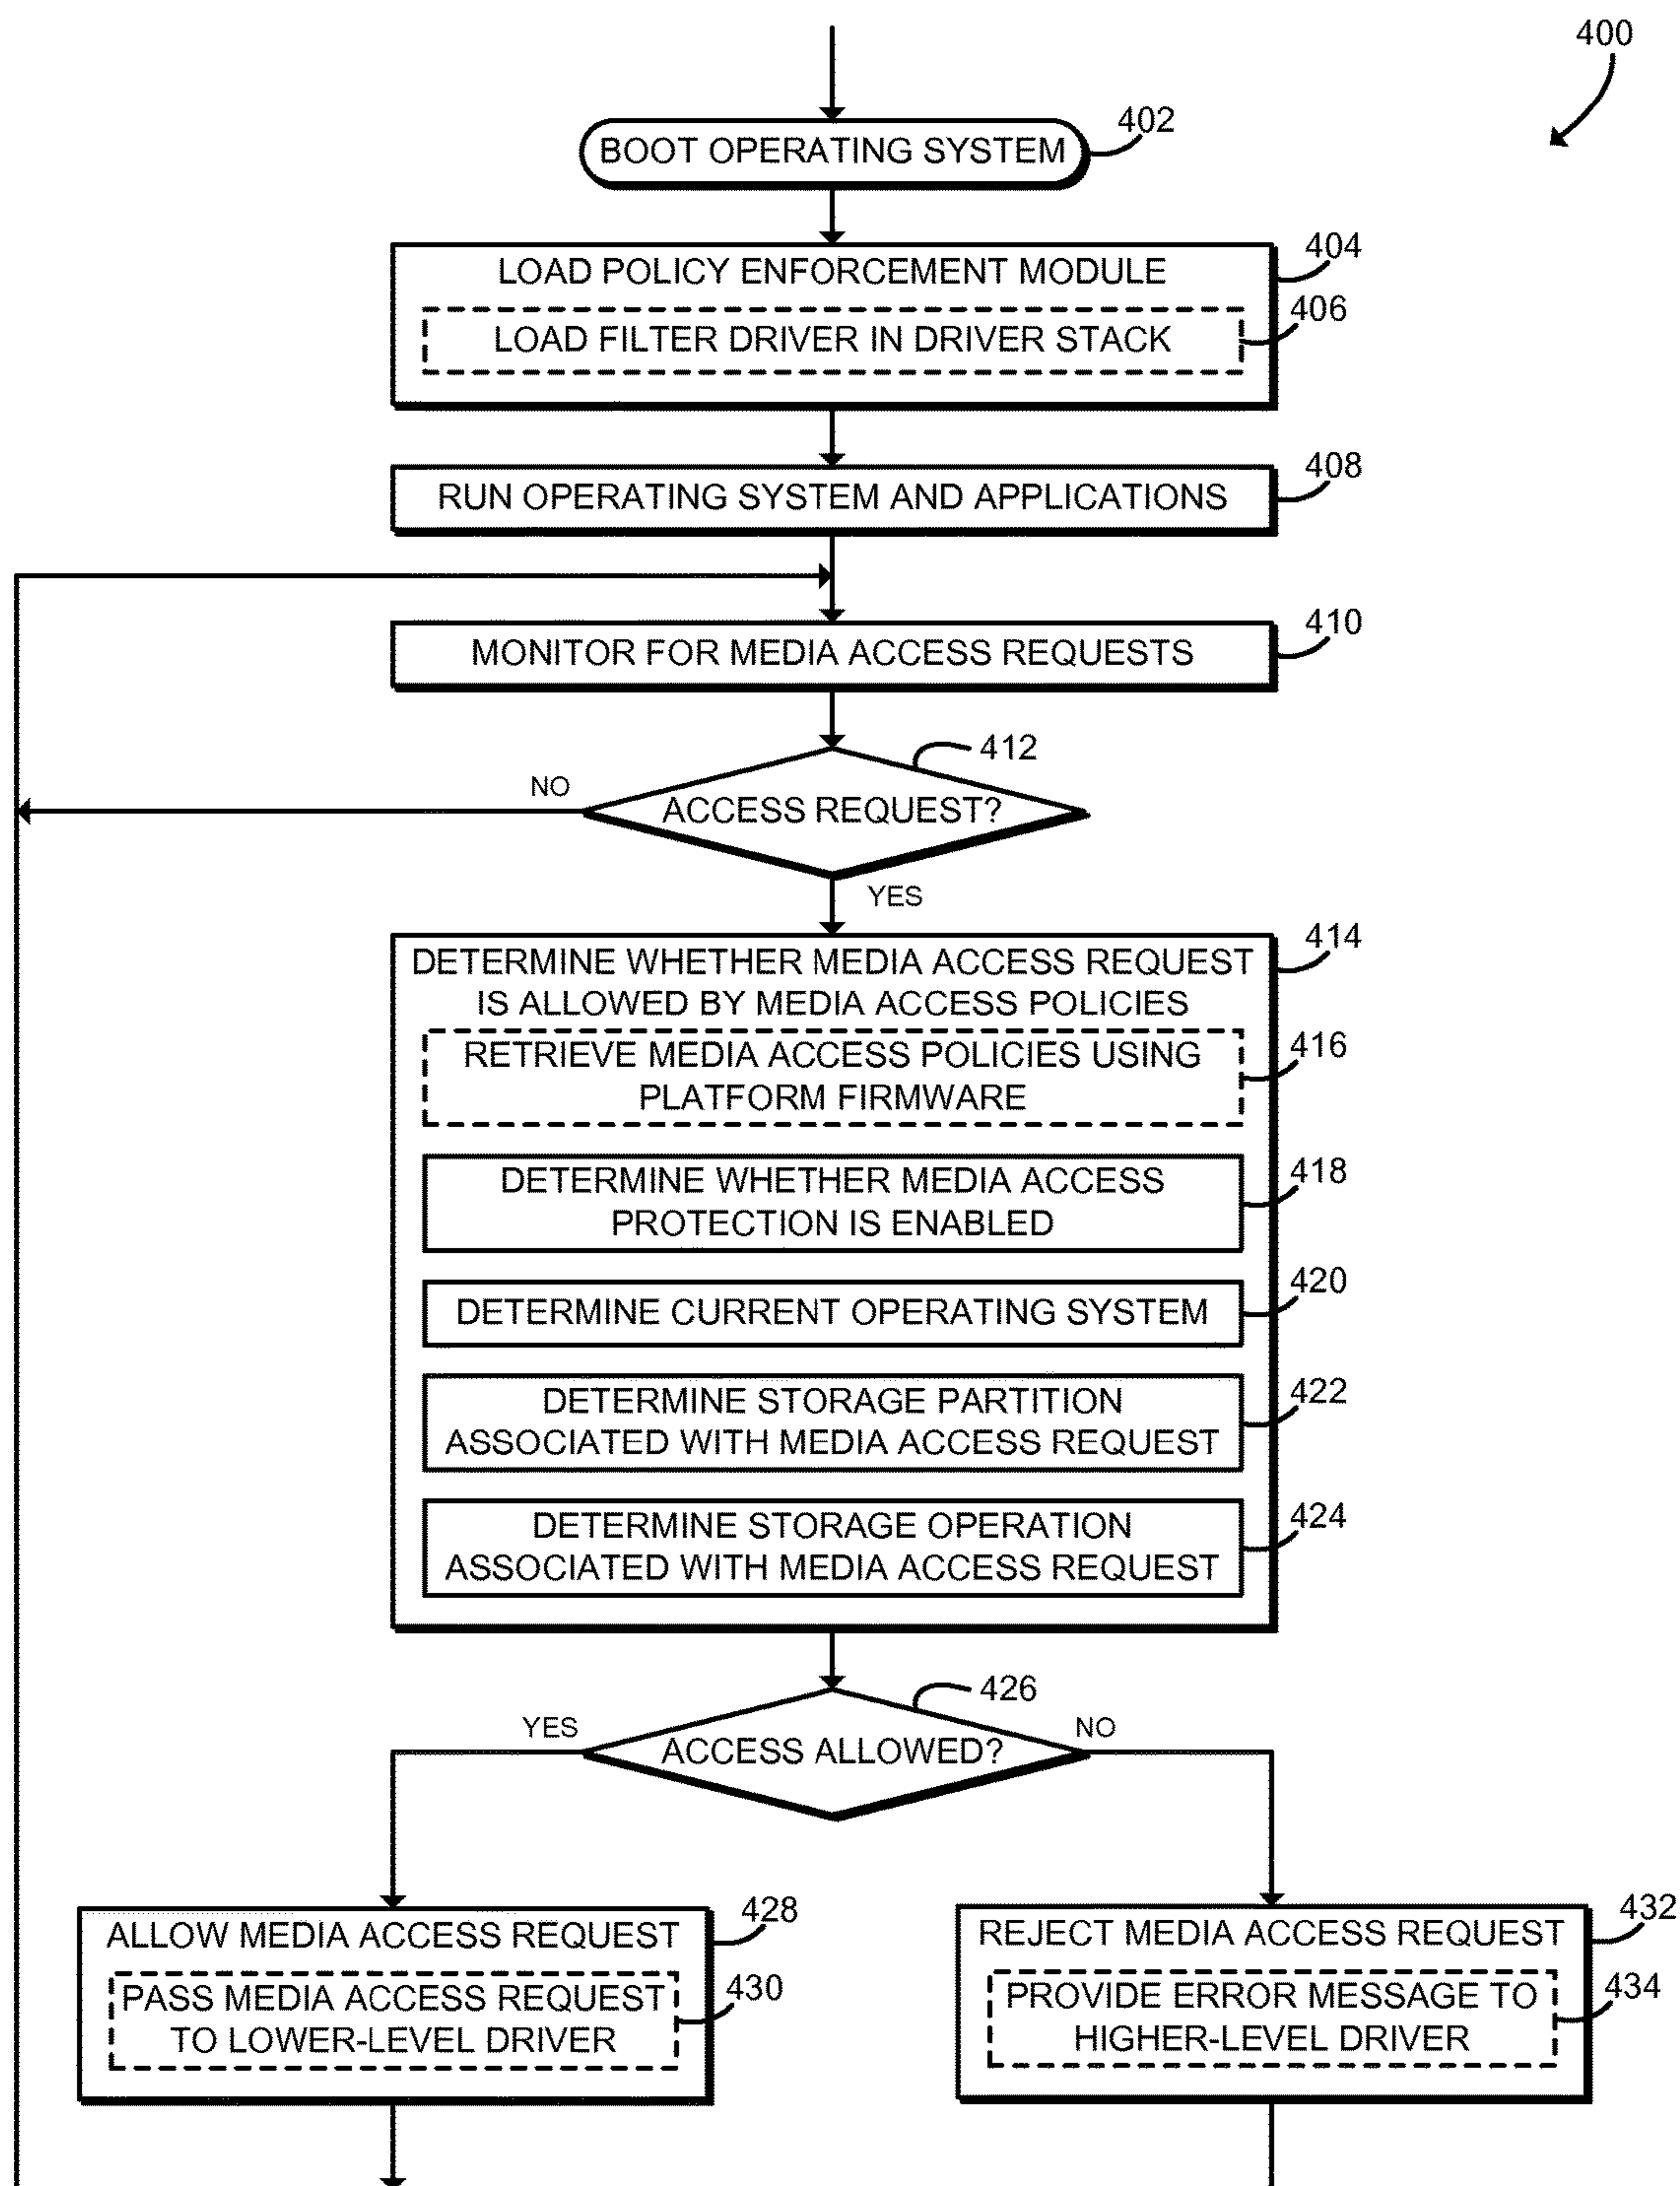 400
BOOT OPERATING SYSTEM
402
LOAD POLICY ENFORCEMENT MODULE
404
LOAD FILTER DRIVER IN DRIVER STACK
406
RUN OPERATING SYSTEM AND APPLICATIONS
408
MONITOR FOR MEDIA ACCESS REQUESTS
410
ACCESS REQUEST?
412
NO
YES
DETERMINE WHETHER MEDIA ACCESS REQUEST
IS ALLOWED BY MEDIA ACCESS POLICIES
414
RETRIEVE MEDIA ACCESS POLICIES USING
PLATFORM FIRMWARE
416
DETERMINE WHETHER MEDIA ACCESS
PROTECTION IS ENABLED
418
DETERMINE CURRENT OPERATING SYSTEM
420
DETERMINE STORAGE PARTITION
ASSOCIATED WITH MEDIA ACCESS REQUEST
422
DETERMINE STORAGE OPERATION
ASSOCIATED WITH MEDIA ACCESS REQUEST
424
ACCESS ALLOWED?
426
YES
NO
ALLOW MEDIA ACCESS REQUEST
428
PASS MEDIA ACCESS REQUEST
TO LOWER-LEVEL DRIVER
430
REJECT MEDIA ACCESS REQUEST
432
PROVIDE ERROR MESSAGE TO
HIGHER-LEVEL DRIVER
434